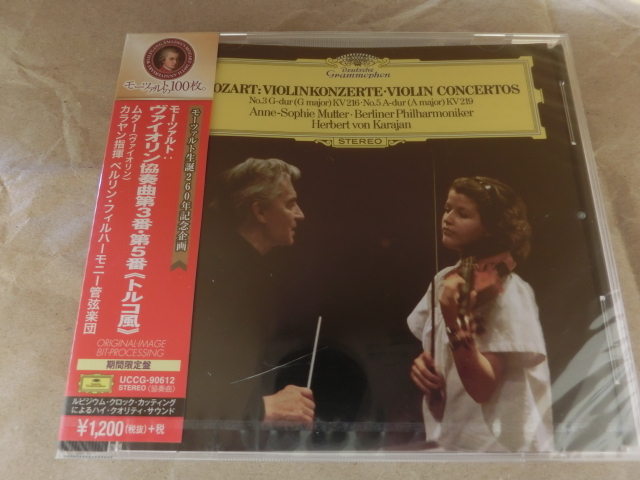 モーツァルト100枚。
モーツァルト生誕260年記念企画
モーツァルト:
ヴァイオリン協奏曲第3番・第5番《トルコ風》
ムター(ヴァイオリン)
カラヤン指揮 ベルリン・フィルハーモニー管弦楽団
ORIGINAL-IMAGE
BIT-PROCESSING
期間限定盤
UCCG-90612
STEREO (協奏曲)
ルビジウム・クロック・カッティング
によるハイ・クオリティ・サウンド
¥1,200(税抜)+税
Deutsche
Grammophon
OZART: VIOLINKONZERTE · VIOLIN CONCERTOS
No.3 G-dur (G major) KV 216 · No.5 A-dur (A major) KV 219
Anne-Sophie Mutter · Berliner Philharmoniker
Herbert von Karajan
STEREO